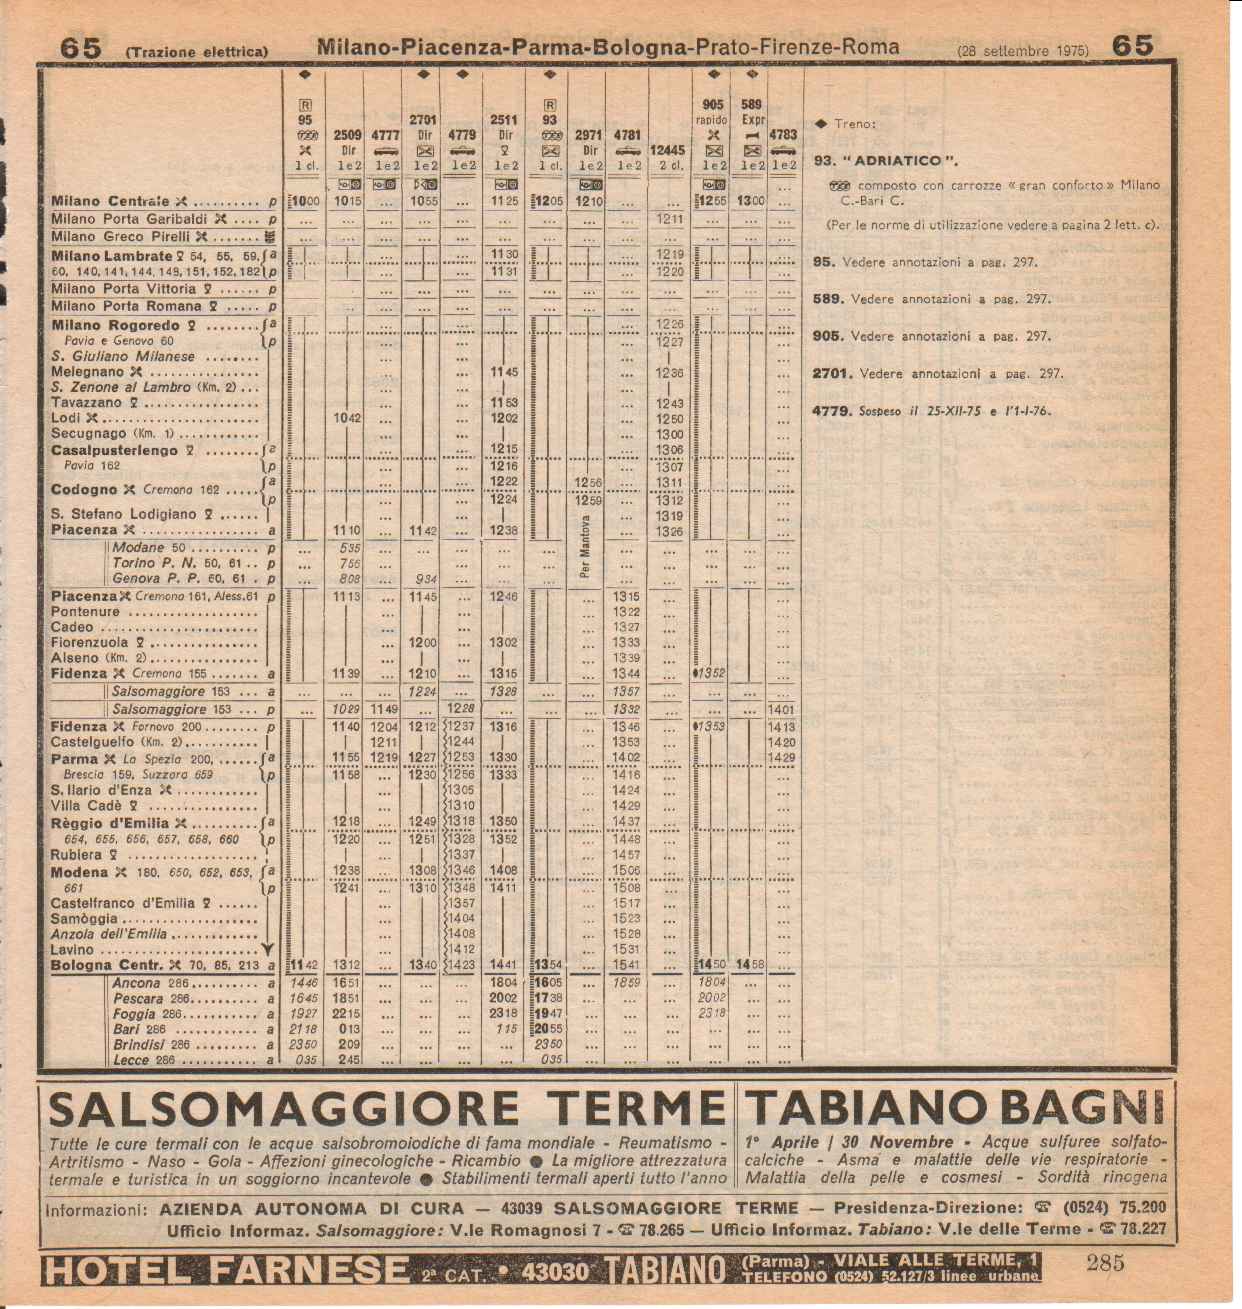 65 (Trazione elettrica) Milano-Piacenza-Parma-Bologna-Prato-Firenze-Roma (28 settembre 1975) 65
R 95 1 cl.
2509 Dir 1e2
4777 1e2
2701 Dir 1e2
4779 1e2
2511 Dir 1e2
R 93 1 cl.
2971 Dir 1e2
4781 1e2
12445 2 cl.
905 rapido 1e2
589 Expr 1e2
4783 1e2
Milano Centrale .......... p 1000 1015 ... 1055 ... 1125 1205 1210 ... ... 1255 1300 ...
Milano Porta Garibaldi .... p ... ... ... ... ... ... ... ... ... 1211 ... ... ...
Milano Greco Pirelli ....... ... ... ... ... ... ... ... ... ... ... ... ... ...
Milano Lambrate 54, 55, 59, a ... 1130 ... 1219 ...
60, 140, 141, 144, 149, 151, 152, 182 p ... 1131 ... 1220 ...
Milano Porta Vittoria ...... p ... ... ... ... ... ... ... ... ... ... ... ... ...
Milano Porta Romana ..... p ... ... ... ... ... ... ... ... ... ... ... ... ...
Milano Rogoredo ........ a ... ... ... 1226 ...
Pavia e Genova 60 p ... ... ... 1227 ...
S. Giuliano Milanese ........ ... ... ... ...
Melegnano ............... ... ... 1145 ... 1236 ...
S. Zenone al Lambro (Km. 2) ... ... ... ... ...
Tavazzano ................ ... ... 1153 ... 1243 ...
Lodi ....................... 1042 ... ... 1202 ... 1250 ...
Secugnago (Km. 1) ............ ... ... ... 1300 ...
Casalpusterlengo ........ a ... ... 1215 ... 1306 ...
Pavia 162 p ... ... 1216 ... 1307 ...
Codogno Cremona 162 ..... a ... ... 1222 1256 ... 1311 ...
p ... ... 1224 1259 ... 1312 ...
S. Stefano Lodigiano ...... ... ... ... 1319 ...
Piacenza ................. a 1110 ... 1142 ... 1238 ... 1326 ...
Per Mantova
Modane 50 .......... p ... 535 ... ... ... ... ... ... ... ... ... ...
Torino P. N. 50, 61 .. p ... 755 ... ... ... ... ... ... ... ... ... ...
Genova P. P. 60, 61 . p ... 808 ... 934 ... ... ... ... ... ... ... ...
Piacenza Cremona 161, Aless.61 p 1113 ... 1145 ... 1246 ... 1315 ... ...
Pontenure ................. ... ... ... 1322 ... ...
Cadeo ..................... ... ... ... 1327 ... ...
Fiorenzuola ............... ... 1200 ... 1302 ... 1333 ... ...
Alseno (Km. 2)............... ... ... ... 1339 ... ...
Fidenza Cremona 155 ....... a 1139 ... 1210 ... 1315 ... 1344 ... 1352 ...
Salsomaggiore 153 ... a ... ... ... 1224 ... 1328 ... ... 1357 ... ... ... ...
Salsomaggiore 153 ... p ... 1029 1149 ... 1228 ... ... ... 1332 ... ... ... 1401
Fidenza Fornovo 200 ........ p 1140 1204 1212 1237 1316 ... 1346 ... 1353 1413
Castelguelfo (Km. 2).......... 1211 1244 ... 1353 ... 1420
Parma La Spezia 200, ...... a 1155 1219 1227 1253 1330 ... 1402 ... 1429
Brescia 159, Suzzara 659 p 1158 ... 1230 1256 1333 ... 1416 ... ...
S. Ilario d'Enza ............ ... 1305 ... 1424 ... ...
Villa Cadè .............. ... 1310 ... 1429 ... ...
Règgio d'Emilia .......... a 1218 ... 1249 1318 1350 ... 1437 ... ...
654, 655, 656, 657, 658, 660 p 1220 ... 1251 1328 1352 ... 1448 ... ...
Rubiera ................... ... 1337 ... 1457 ... ...
Modena 180, 650, 652, 653, a 1238 ... 1308 1346 1408 ... 1506 ... ...
661 p 1241 ... 1310 1348 1411 ... 1508 ... ...
Castelfranco d'Emilia ...... ... 1357 ... 1517 ... ...
Samòggia .................. ... 1404 ... 1523 ... ...
Anzola dell'Emilia ............ ... 1408 ... 1528 ... ...
Lavino ..................... ... 1412 ... 1531 ... ...
Bologna Centr. 70, 85, 213 a 1142 1312 ... 1340 1423 1441 1354 ... 1541 ... 1450 1458 ...
Ancona 286.......... a 1446 1651 ... ... ... 1804 1605 ... 1859 ... 1804 ... ...
Pescara 286.......... a 1645 1851 ... ... ... 2002 1738 ... ... ... 2002 ... ...
Foggia 286........... a 1927 2215 ... ... ... 2318 1947 ... ... ... 2318 ... ...
Bari 286 ............ a 2118 013 ... ... ... 115 2055 ... ... ... ... ... ...
Brindisi 286 ......... a 2350 209 ... ... ... ... 2350 ... ... ... ... ... ...
Lecce 286 ........... a 035 245 ... ... ... ... 035 ... ... ... ... ... ...
◆ Treno:
93. "ADRIATICO".
composto con carrozze « gran conforto » Milano
C.-Bari C.
(Per le norme di utilizzazione vedere a pagina 2 lett. c).
95. Vedere annotazioni a pag. 297.
589. Vedere annotazioni a pag. 297.
905. Vedere annotazioni a pag. 297.
2701. Vedere annotazioni a pag. 297.
4779. Sospeso il 25-XII-75 e l'1-I-76.
SALSOMAGGIORE TERME
Tutte le cure termali con le acque salsobromoiodiche di fama mondiale - Reumatismo -
Artritismo - Naso - Gola - Affezioni ginecologiche - Ricambio ● La migliore attrezzatura
termale e turistica in un soggiorno incantevole ● Stabilimenti termali aperti tutto l'anno
TABIANO BAGNI
1° Aprile / 30 Novembre - Acque sulfuree solfato-
calciche - Asma e malattie delle vie respiratorie -
Malattia della pelle e cosmesi - Sordità rinogena
Informazioni: AZIENDA AUTONOMA DI CURA — 43039 SALSOMAGGIORE TERME — Presidenza-Direzione: ☎ (0524) 75.200
Ufficio Informaz. Salsomaggiore: V.le Romagnosi 7 - ☎ 78.265 — Ufficio Informaz. Tabiano: V.le delle Terme - ☎ 78.227
HOTEL FARNESE 2ª CAT. • 43030 TABIANO (Parma) - VIALE ALLE TERME, 1
TELEFONO (0524) 52.127/3 linee urbane
285